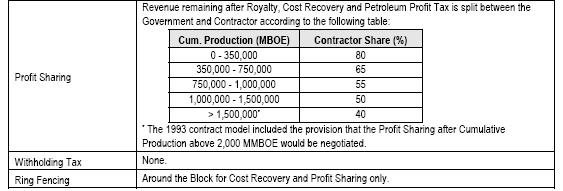 Revenue remaining after Royalty, Cost Recovery and Petroleum Profit Tax is split between the
Government and Contractor according to the following table:
Cum. Production (MBOE) Contractor Share (%)
0 - 350,000 80
350,000 - 750,000 65
Profit Sharing
750,000 - 1,000,000 55
1,000,000 - 1,500,000 50
> 1,500,000* 40
* The 1993 contract model included the provision that the Profit Sharing after Cumulative
Production above 2,000 MMBOE would be negotiated.
Withholding Tax None.
Ring Fencing Around the Block for Cost Recovery and Profit Sharing only.